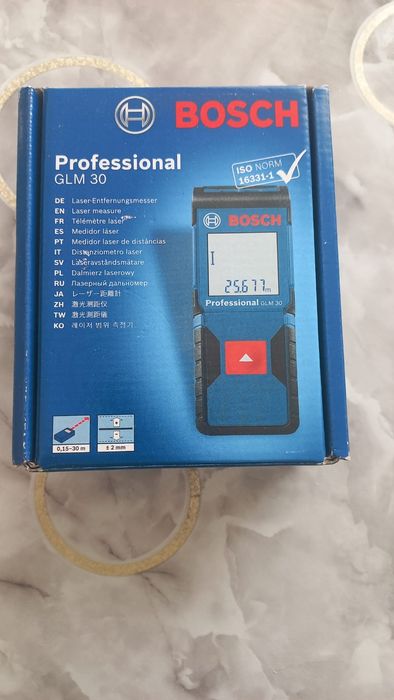 BOSCH
Professional
GLM 30
ISO NORM
16331-1
DE Laser-Entfernungsmesser
EN Laser measure
FR Télémètre laser
ES Medidor láser
PT Medidor laser de distâncias
IT Distanziometro laser
SV Laseravståndsmätare
PL Dalmierz laserowy
RU Лазерный дальномер
JA レーザー距離計
ZH 激光测距仪
TW 激光測距儀
KO 레이저 범위 측정기
BOSCH
25.677m
Professional GLM 30
0,15–30 m
± 2 mm